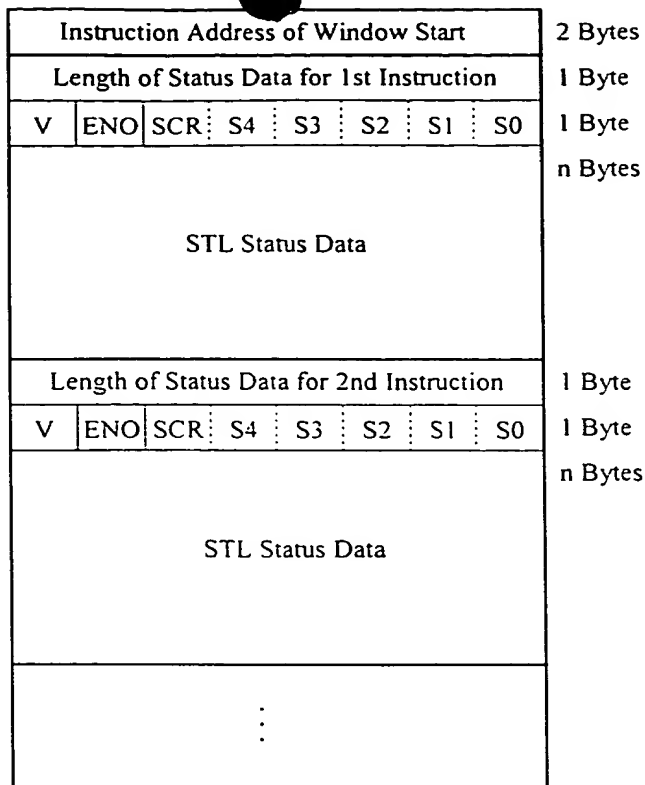 Instruction Address of Window Start 2 Bytes
Length of Status Data for 1st Instruction 1 Byte
V ENO SCR S4 S3 S2 S1 S0 1 Byte
n Bytes
STL Status Data
Length of Status Data for 2nd Instruction 1 Byte
V ENO SCR S4 S3 S2 S1 S0 1 Byte
n Bytes
STL Status Data